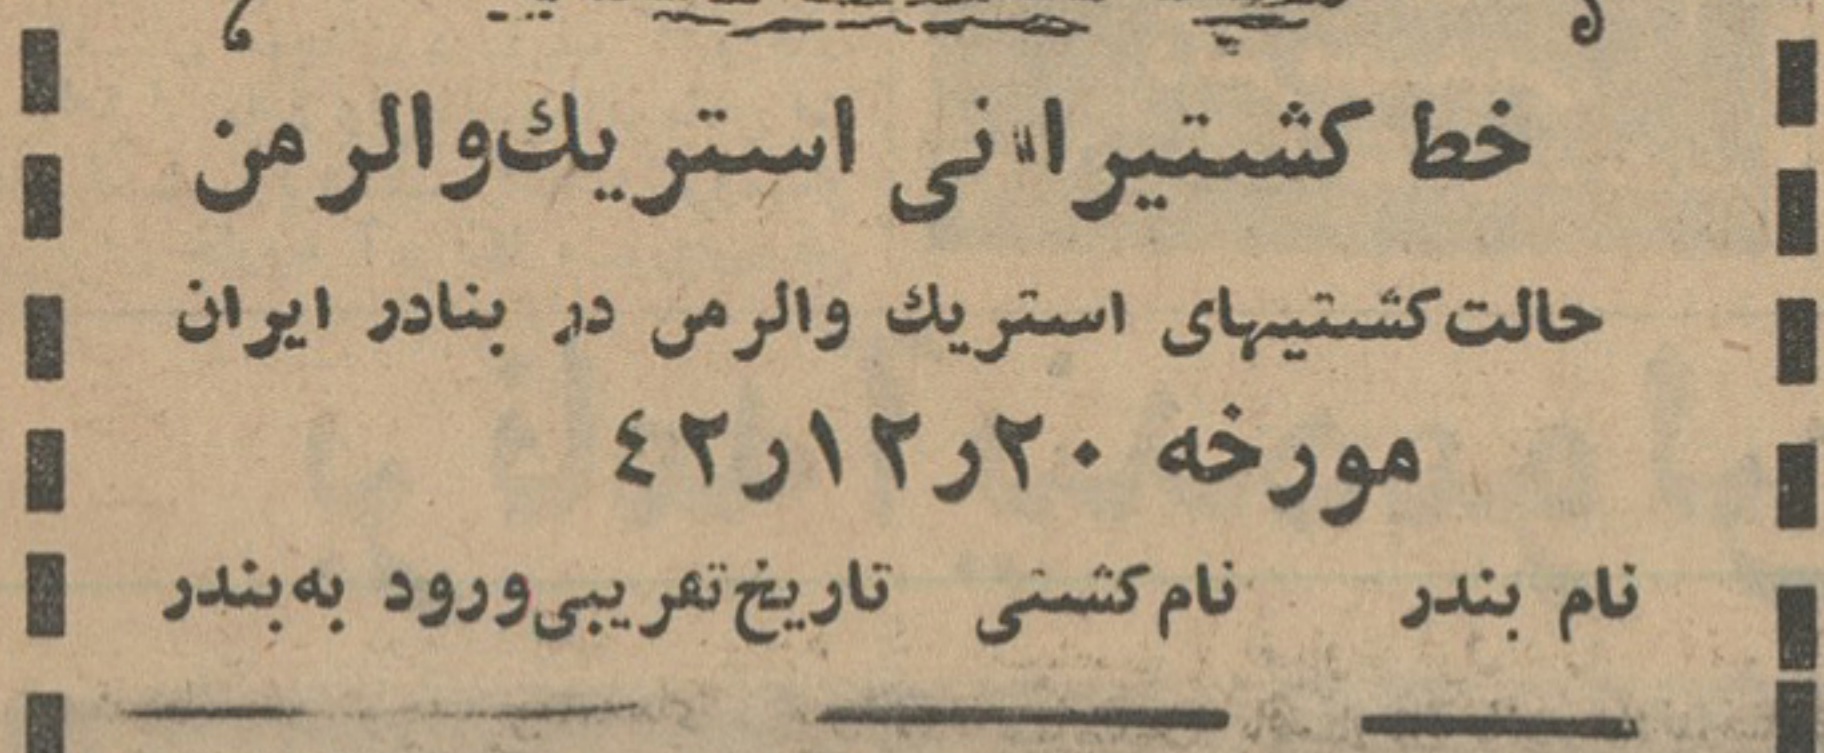 خط کشتیرانی استریك والرمن
حالت کشتیهای استریك والرمن در بنادر ایران
مورخه ۲۰ر۱۲ر۴۲
نام بندر نام کشتی تاریخ تقریبی ورود به بندر